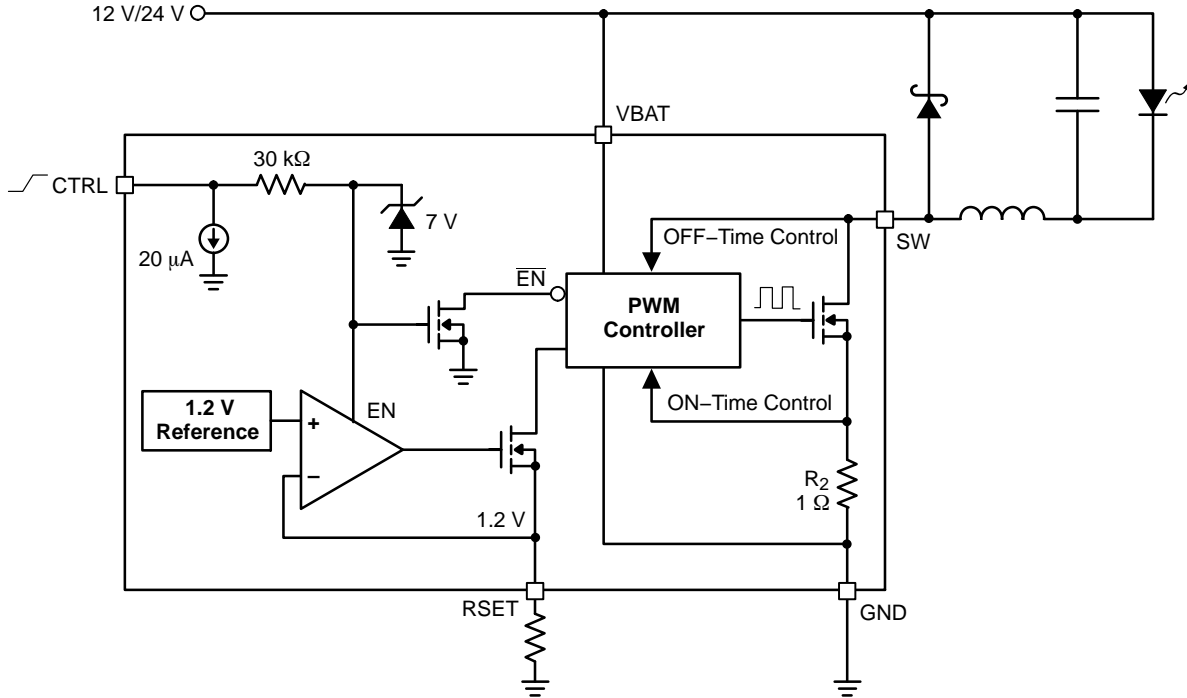 12 V/24 V
VBAT
30 kΩ
CTRL
7 V
20 μA
SW
OFF−Time Control
EN
PWM
Controller
1.2 V
Reference
+
−
EN
ON−Time Control
R2
1 Ω
1.2 V
RSET
GND